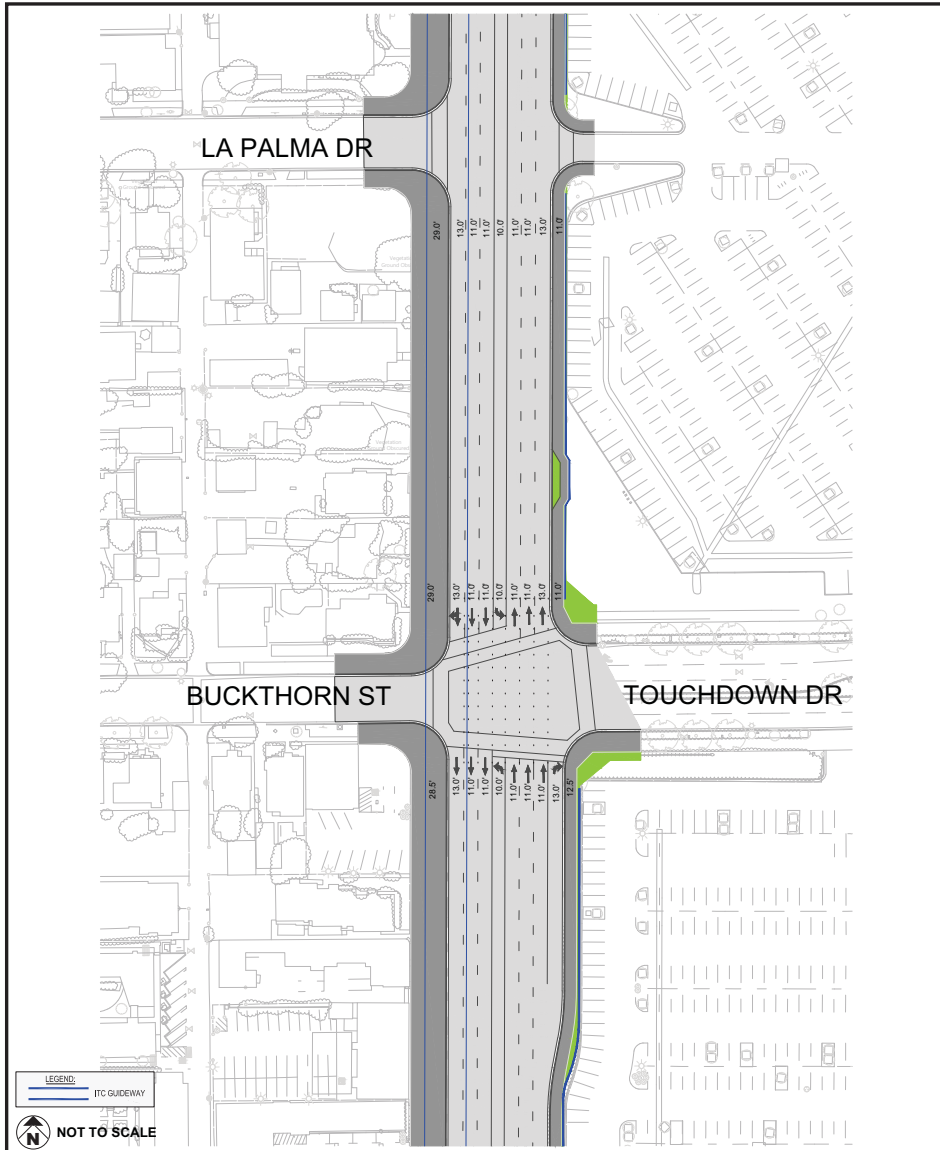 LA PALMA DR
29.0' 13.0' 11.0' 11.0' 10.0' 11.0' 11.0' 13.0' 11.0'
29.0' 13.0' 11.0' 11.0' 10.0' 11.0' 11.0' 13.0' 11.0'
BUCKTHORN ST
TOUCHDOWN DR
28.5' 13.0' 11.0' 11.0' 10.0' 11.0' 11.0' 11.0' 13.0' 12.5'
LEGEND:
ITC GUIDEWAY
N
NOT TO SCALE